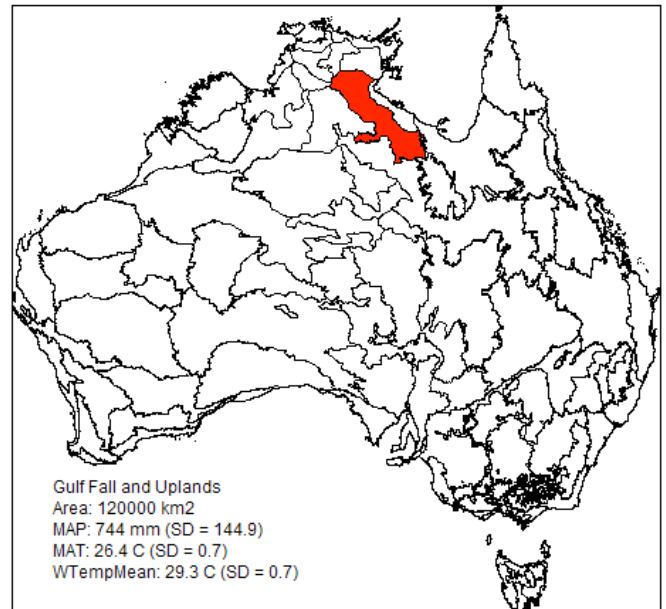 Gulf Fall and Uplands
Area: 120000 km2
MAP: 744 mm (SD = 144.9)
MAT: 26.4 C (SD = 0.7)
WTempMean: 29.3 C (SD = 0.7)